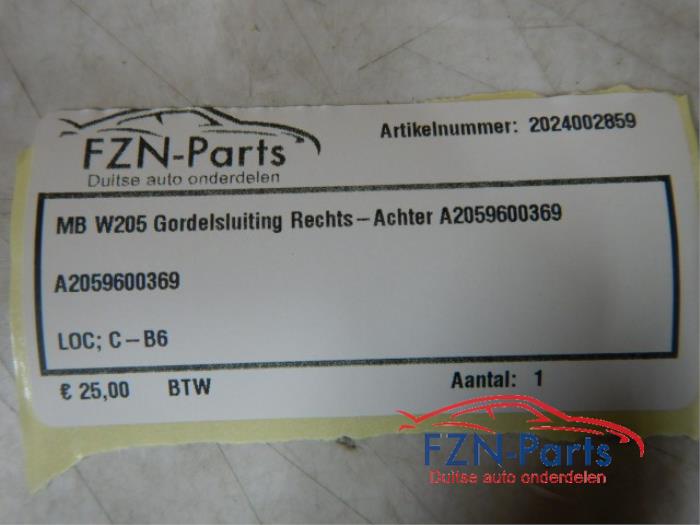 FZN-Parts
Duitse auto onderdelen
Artikelnummer: 2024002859
MB W205 Gordelsluiting Rechts-Achter A2059600369
A2059600369
LOC; C-B6
€ 25,00 BTW Aantal: 1
FZN-Parts
Duitse auto onderdelen